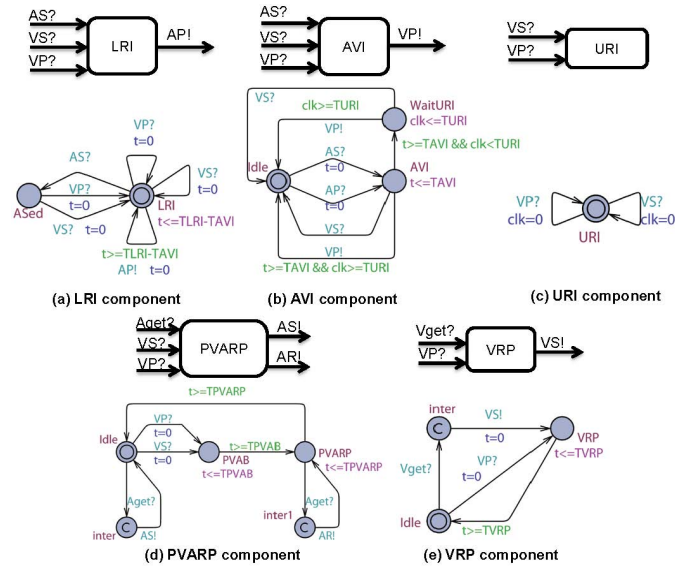 AS?
VS?
VP?
LRI
AP!
AS?
VS?
VP?
AVI
VP!
VS?
VP?
URI
VP?
t=0
AS?
VP?
t=0
VS?
t=0
VS?
t=0
ASed
LRI
t<=TLRI-TAVI
t>=TLRI-TAVI
AP!
t=0
VS?
clk>=TURI
VP!
WaitURI
clk<=TURI
t>=TAVI && clk<TURI
Idle
AS?
t=0
AP?
t=0
AVI
t<=TAVI
VS?
VP!
t>=TAVI && clk>=TURI
VP?
clk=0
VS?
clk=0
URI
(a) LRI component
(b) AVI component
(c) URI component
Aget?
VS?
VP?
PVARP
AS!
AR!
Vget?
VP?
VRP
VS!
t>=TPVARP
Idle
VP?
t=0
VS?
t=0
t>=TPVAB
PVAB
t<=TPVAB
PVARP
t<=TPVARP
Aget?
inter
AS!
Aget?
inter1
AR!
inter
C
VS!
t=0
VRP
t<=TVRP
Vget?
VP?
t=0
Idle
t>=TVRP
C
C
(d) PVARP component
(e) VRP component